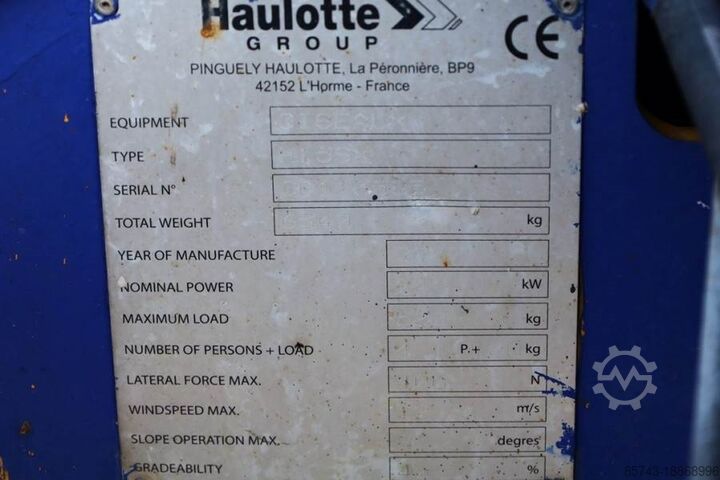 Haulotte
GROUP
CE
PINGUELY HAULOTTE, La Péronnière, BP9
42152 L'Horme - France
EQUIPMENT
TYPE
SERIAL N°
TOTAL WEIGHT kg
YEAR OF MANUFACTURE
NOMINAL POWER kW
MAXIMUM LOAD kg
NUMBER OF PERSONS + LOAD P.+ kg
LATERAL FORCE MAX. N
WINDSPEED MAX. m/s
SLOPE OPERATION MAX. degres
GRADEABILITY %